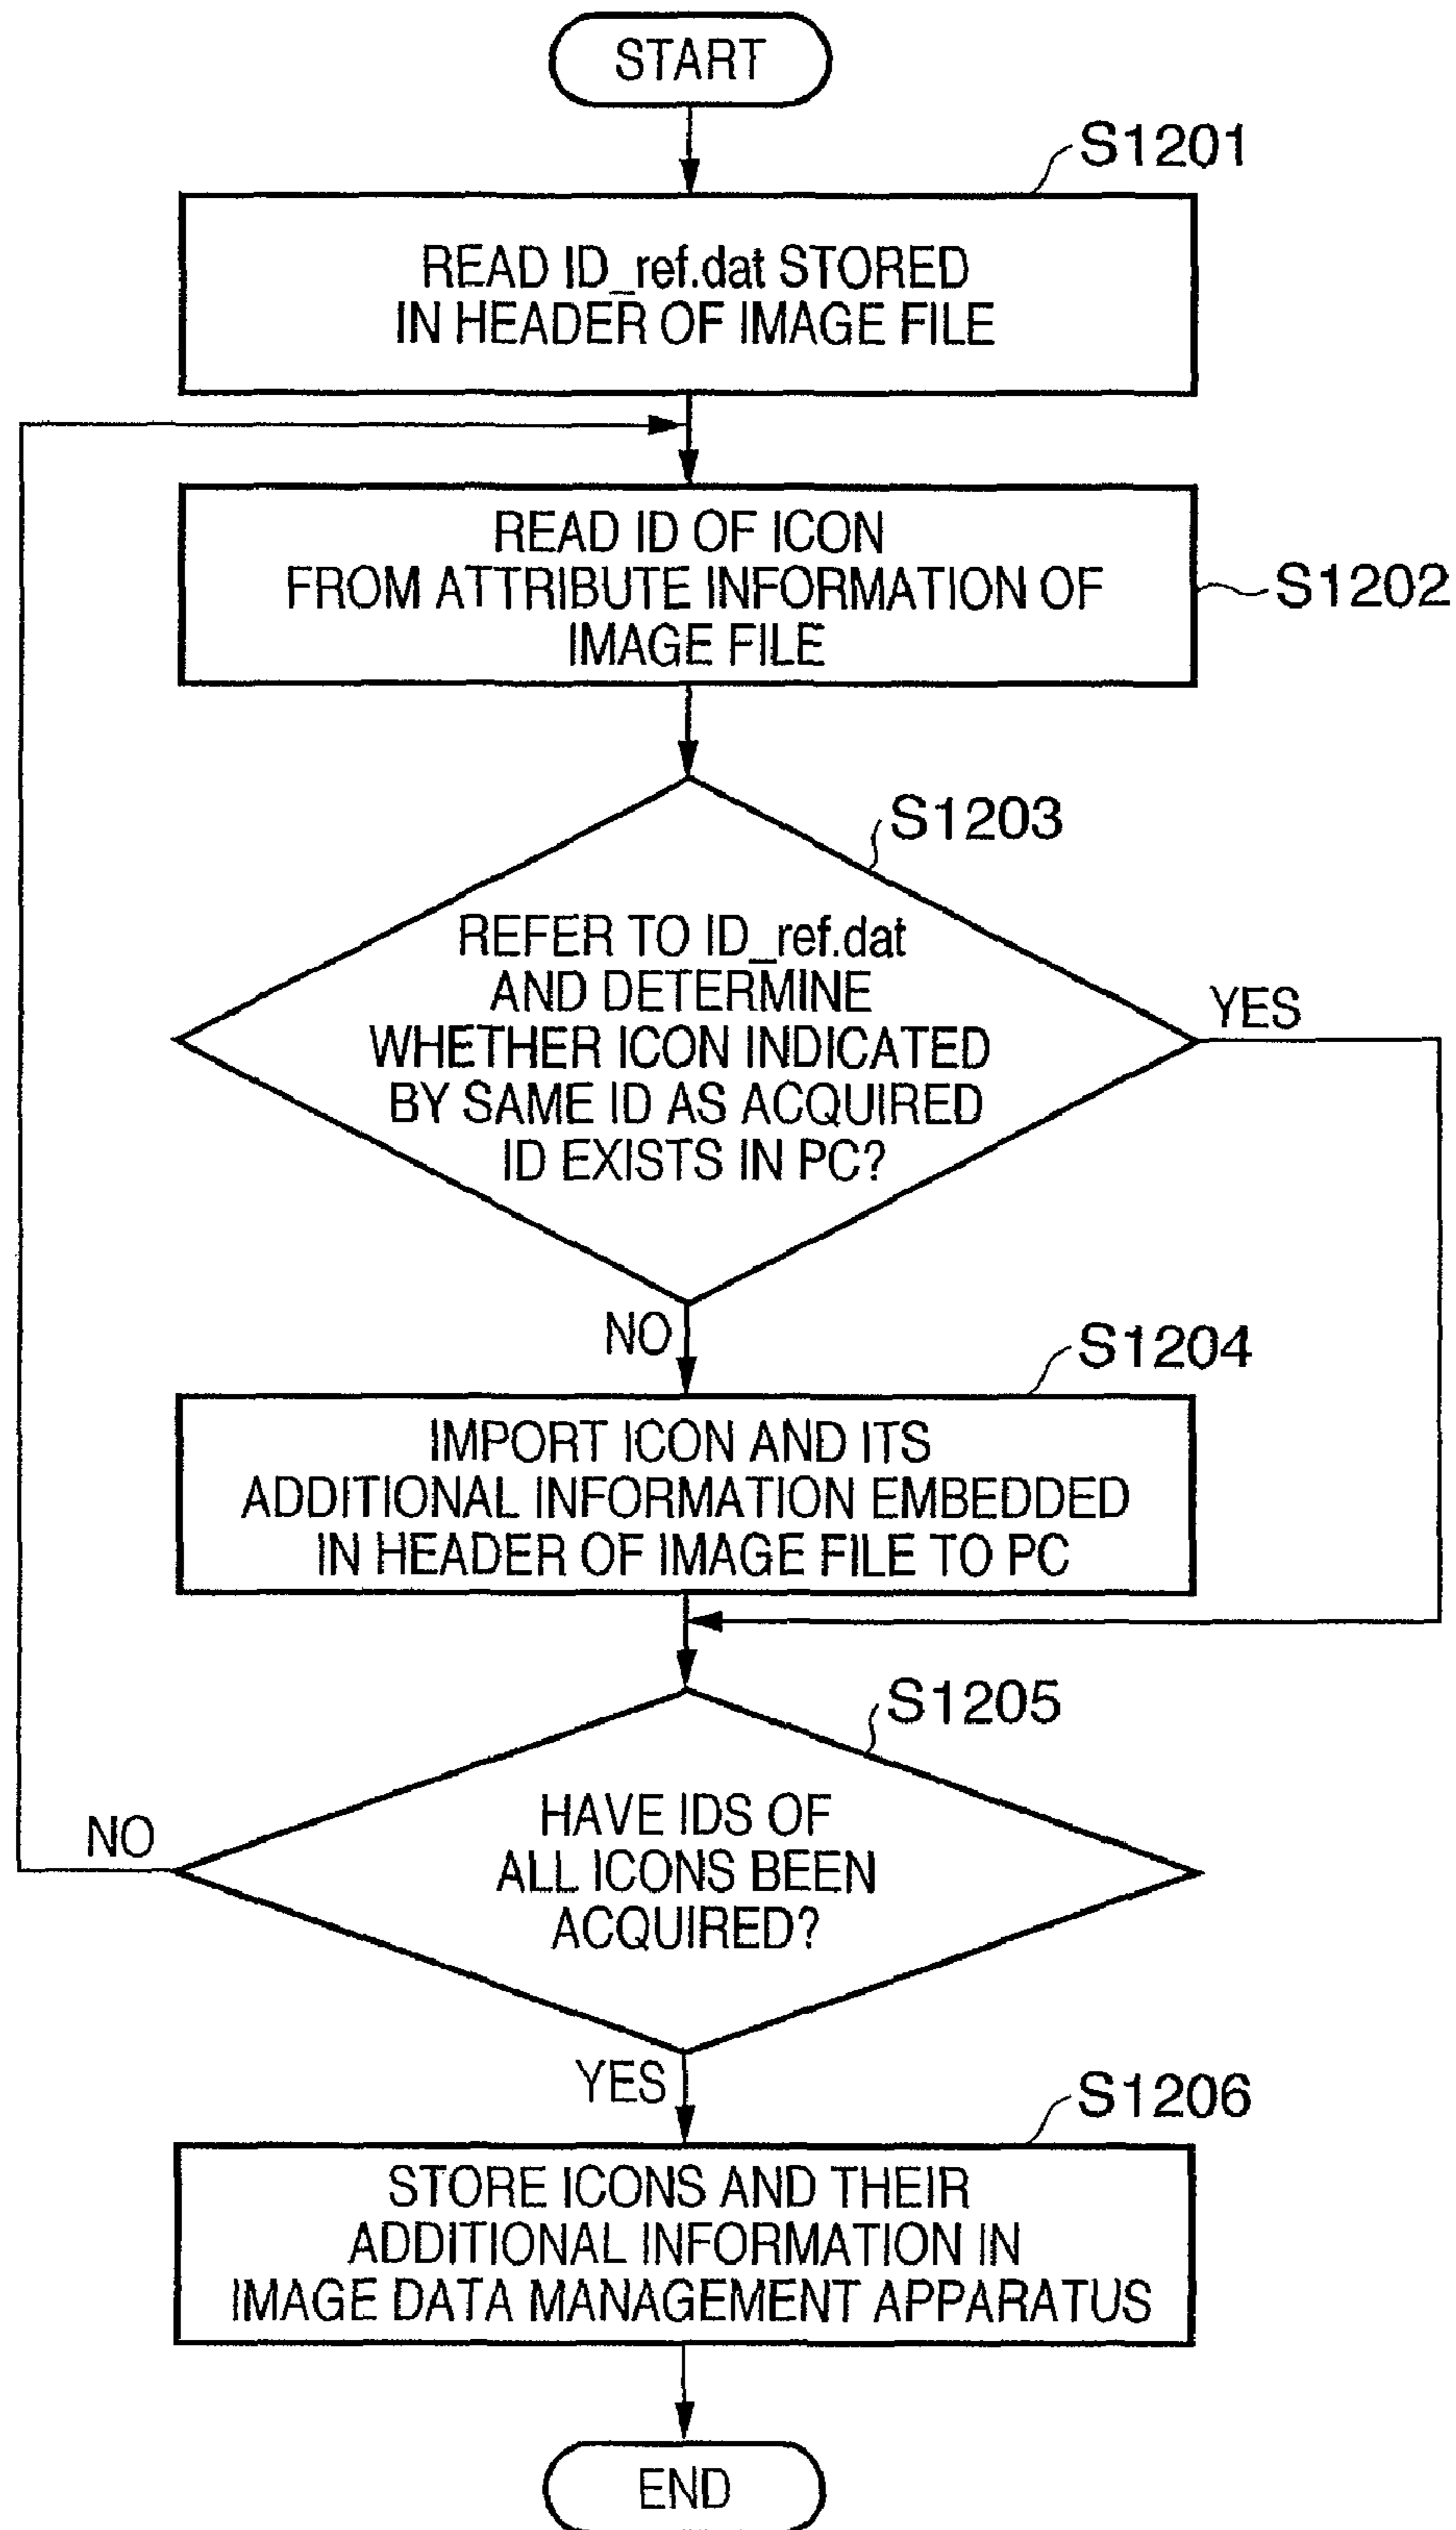 START
S1201
READ ID_ref.dat STORED
IN HEADER OF IMAGE FILE
READ ID OF ICON
FROM ATTRIBUTE INFORMATION OF
IMAGE FILE
S1202
S1203
REFER TO ID_ref.dat
AND DETERMINE
WHETHER ICON INDICATED
BY SAME ID AS ACQUIRED
ID EXISTS IN PC?
YES
NO
S1204
IMPORT ICON AND ITS
ADDITIONAL INFORMATION EMBEDDED
IN HEADER OF IMAGE FILE TO PC
S1205
HAVE IDS OF
ALL ICONS BEEN
ACQUIRED?
NO
YES
S1206
STORE ICONS AND THEIR
ADDITIONAL INFORMATION IN
IMAGE DATA MANAGEMENT APPARATUS
END